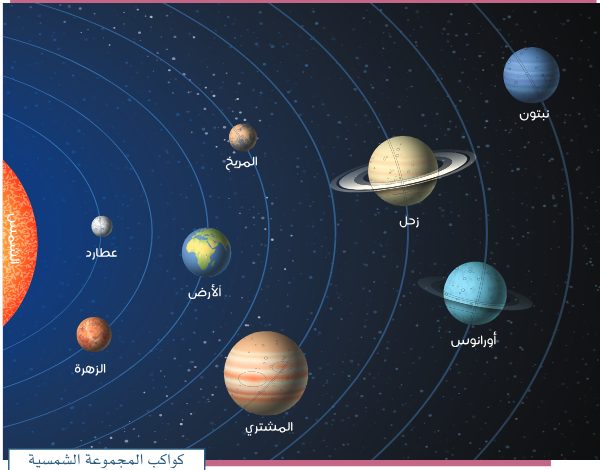 نبتون
المريخ
زحل
الشمس
عطارد
الأرض
أورانوس
الزهرة
المشتري
كواكب المجموعة الشمسية